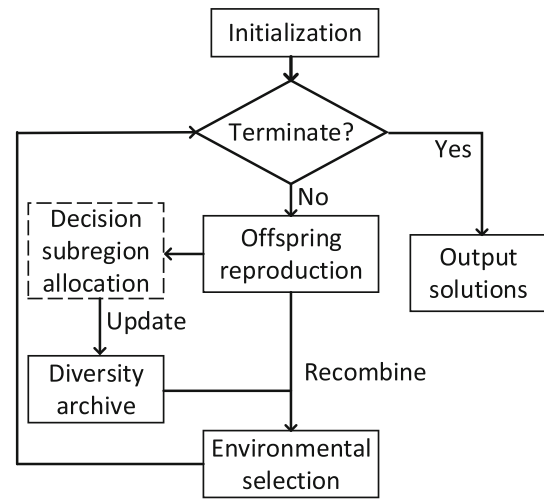 Initialization
Terminate?
Yes
No
Decision
subregion
allocation
Offspring
reproduction
Output
solutions
Update
Diversity
archive
Recombine
Environmental
selection